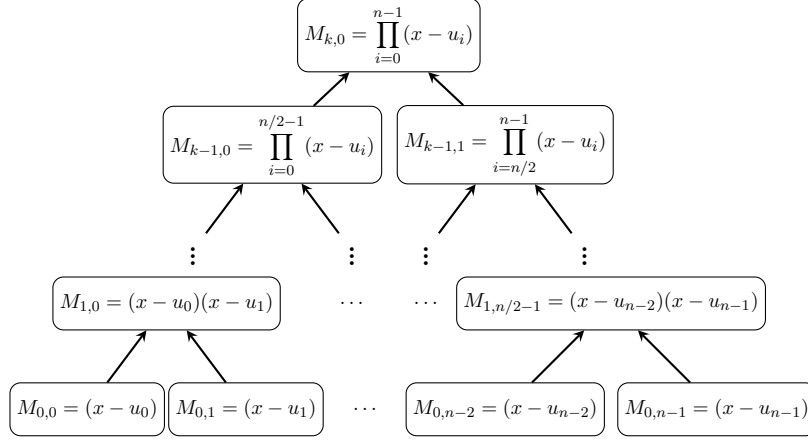 M_{k,0} = \prod_{i=0}^{n-1} (x - u_i)
M_{k-1,0} = \prod_{i=0}^{n/2-1} (x - u_i) M_{k-1,1} = \prod_{i=n/2}^{n-1} (x - u_i)
⋮ ⋮ ⋮ ⋮
M_{1,0} = (x - u_0)(x - u_1) ⋯ ⋯ M_{1,n/2-1} = (x - u_{n-2})(x - u_{n-1})
M_{0,0} = (x - u_0) M_{0,1} = (x - u_1) ⋯ M_{0,n-2} = (x - u_{n-2}) M_{0,n-1} = (x - u_{n-1})